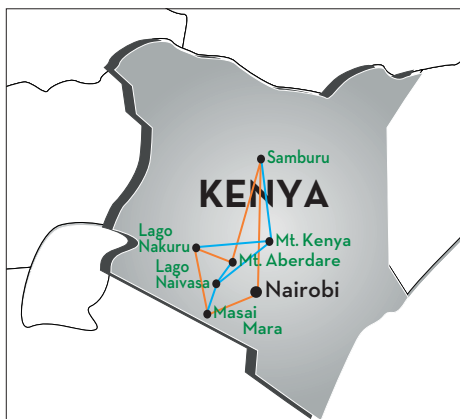 Samburu
KENYA
Lago
Nakuru
Mt. Kenya
Mt. Aberdare
Lago
Naivasa
Nairobi
Masai
Mara